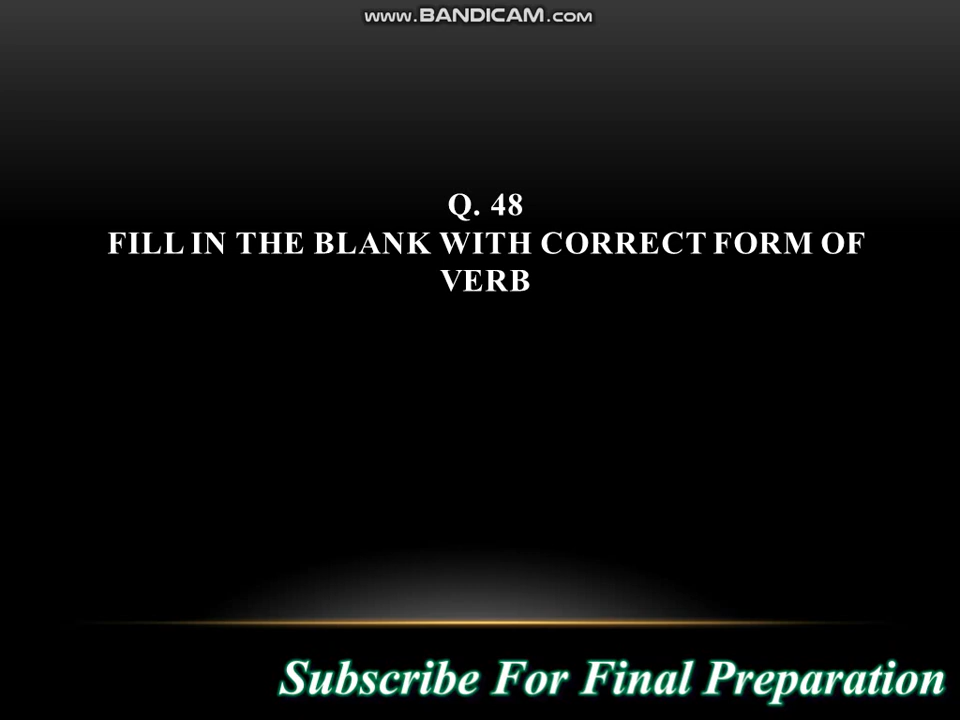 www.BANDICAM.com
Q. 48
FILL IN THE BLANK WITH CORRECT FORM OF
VERB
Subscribe For Final Preparation